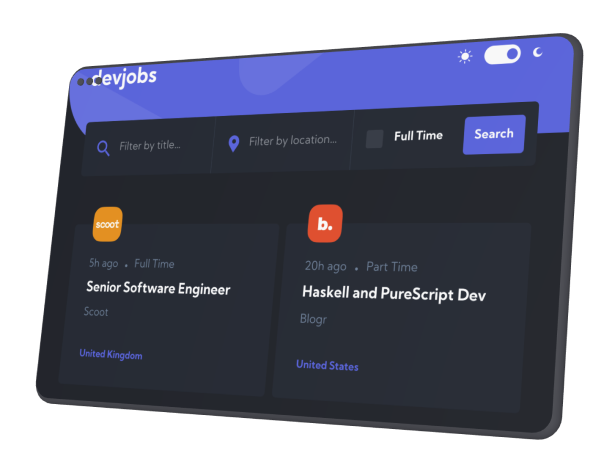 devjobs
Filter by title...
Filter by location...
Full Time
Search
scoot
5h ago . Full Time
Senior Software Engineer
Scoot
United Kingdom
b.
20h ago . Part Time
Haskell and PureScript Dev
Blogr
United States